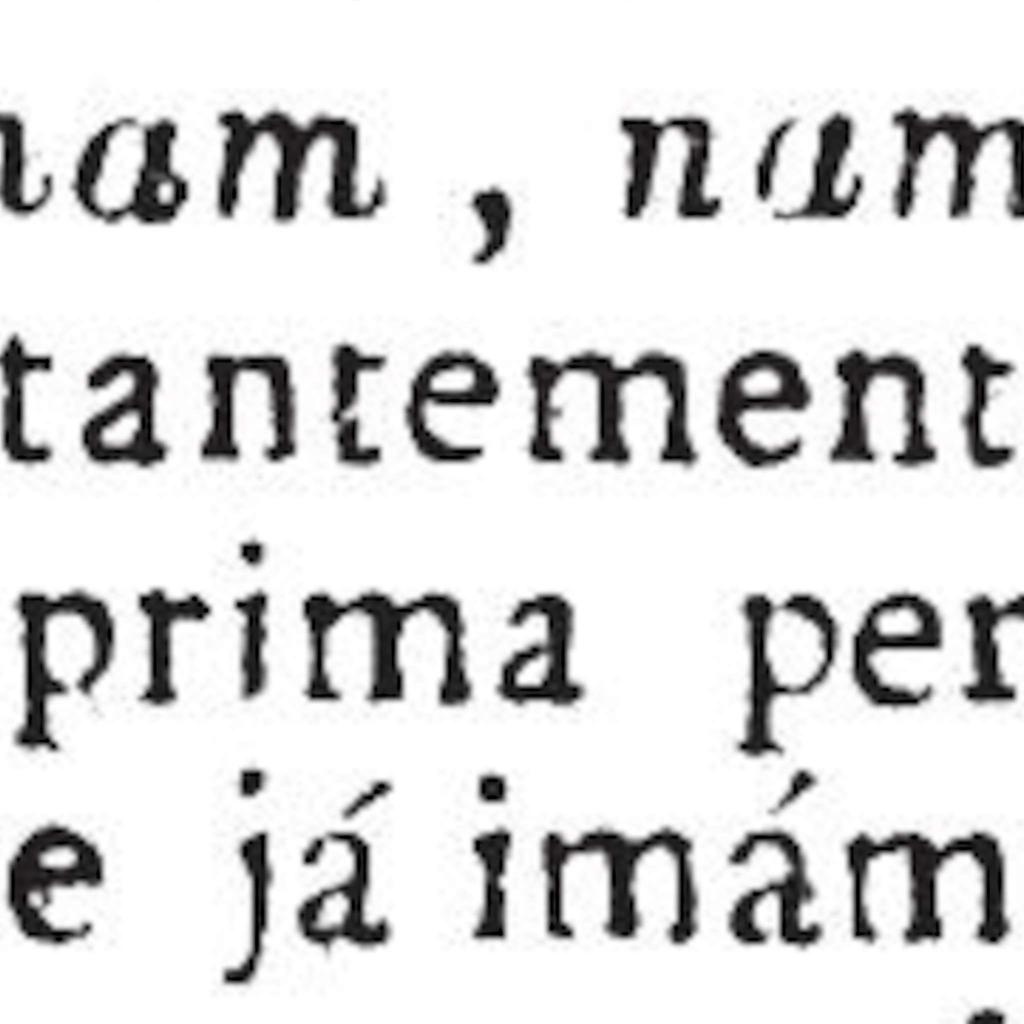 nam , nam
tantement
prima per
e já imám